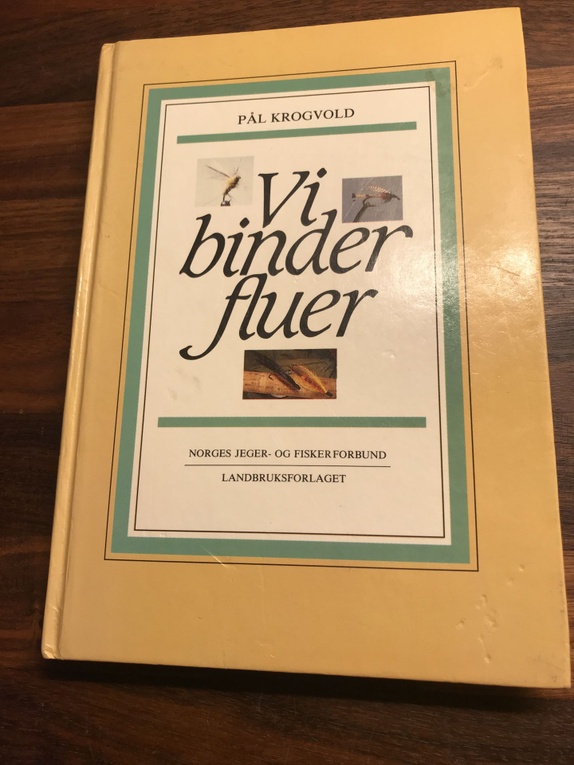 PÅL KROGVOLD
Vi
binder
fluer
NORGES JEGER- OG FISKERFORBUND
LANDBRUKSFORLAGET